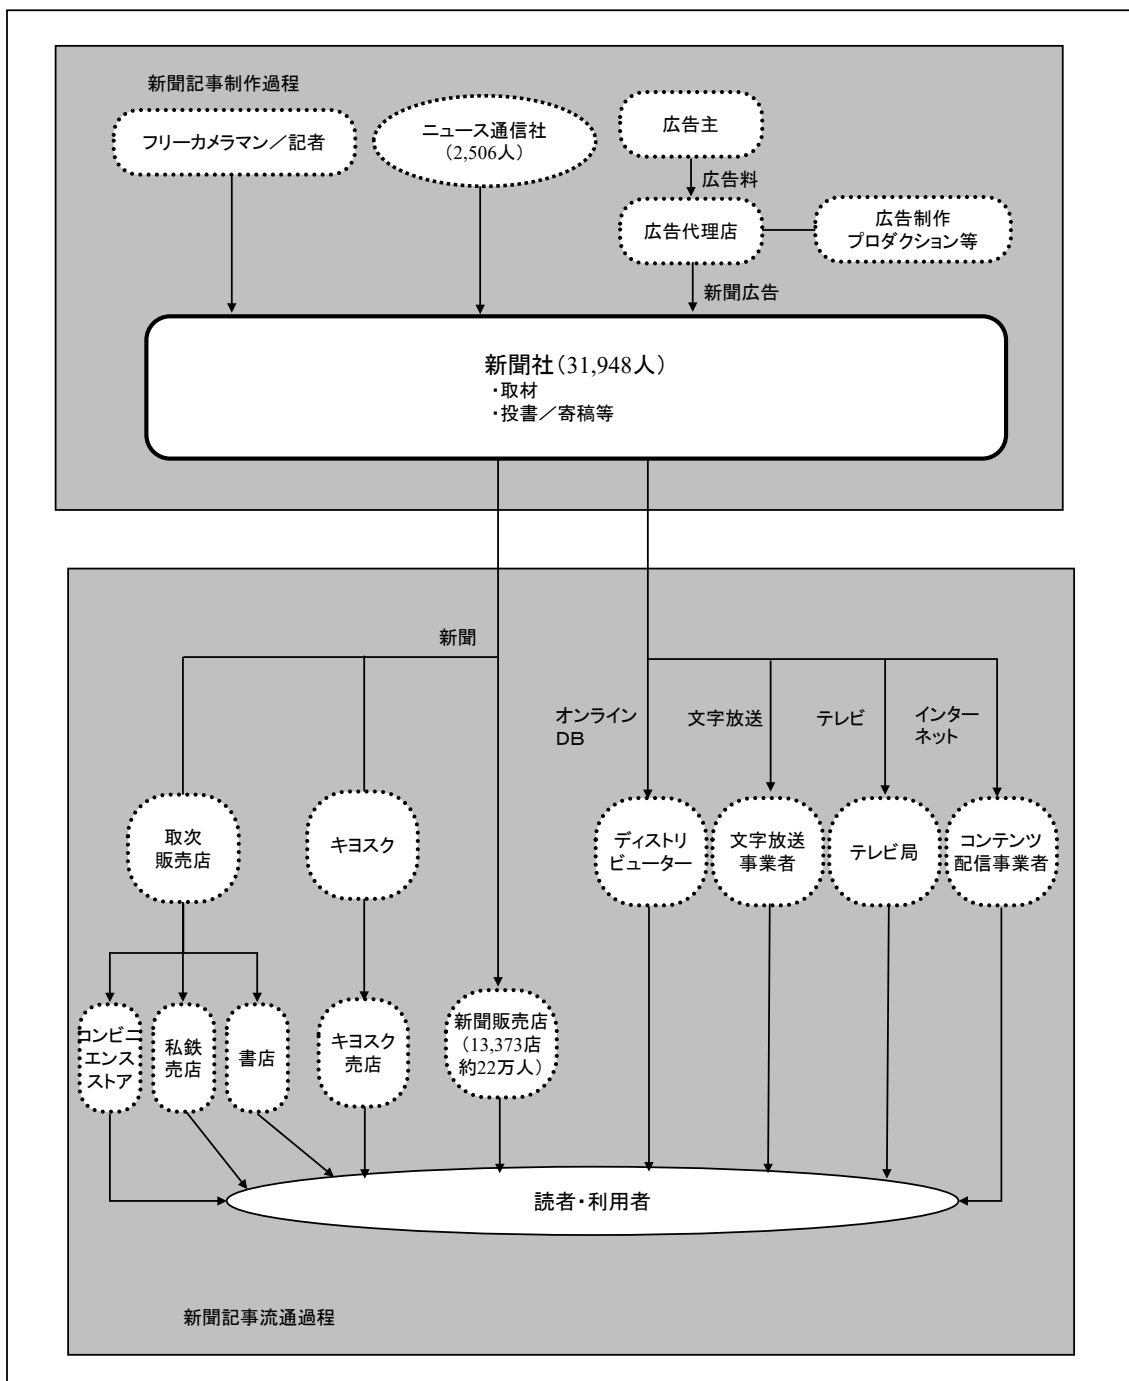 新聞記事制作過程
フリーカメラマン／記者
ニュース通信社
（2,506人）
広告主
広告料
広告代理店
広告制作
プロダクション等
新聞広告
新聞社（31,948人）
・取材
・投書／寄稿等
新聞
オンライン
ＤＢ
文字放送
テレビ
インター
ネット
取次
販売店
キヨスク
ディストリ
ビューター
文字放送
事業者
テレビ局
コンテンツ
配信事業者
コンビニ
エンス
ストア
私鉄
売店
書店
キヨスク
売店
新聞販売店
（13,373店
約22万人）
読者・利用者
新聞記事流通過程